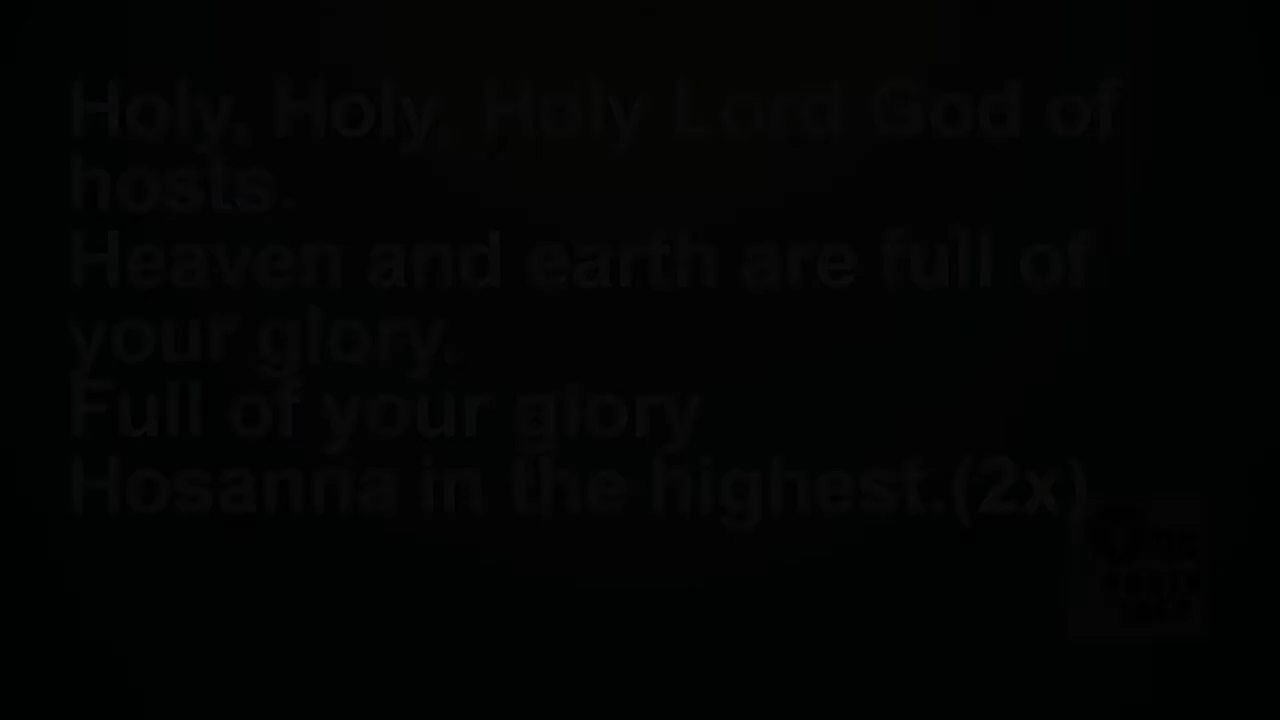 Holy, Holy, Holy Lord God of
hosts.
Heaven and earth are full of
your glory.
Full of your glory
Hosanna in the highest.(2x)